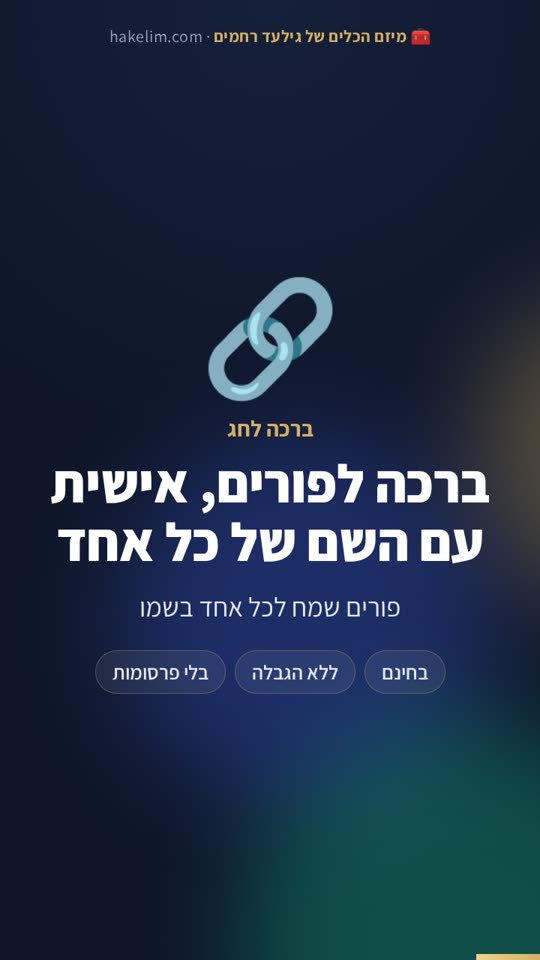 🧰 מיזם הכלים של גילעד רחמים · hakelim.com
ברכה לחג
ברכה לפורים, אישית
עם השם של כל אחד
פורים שמח לכל אחד בשמו
בחינם
ללא הגבלה
בלי פרסומות